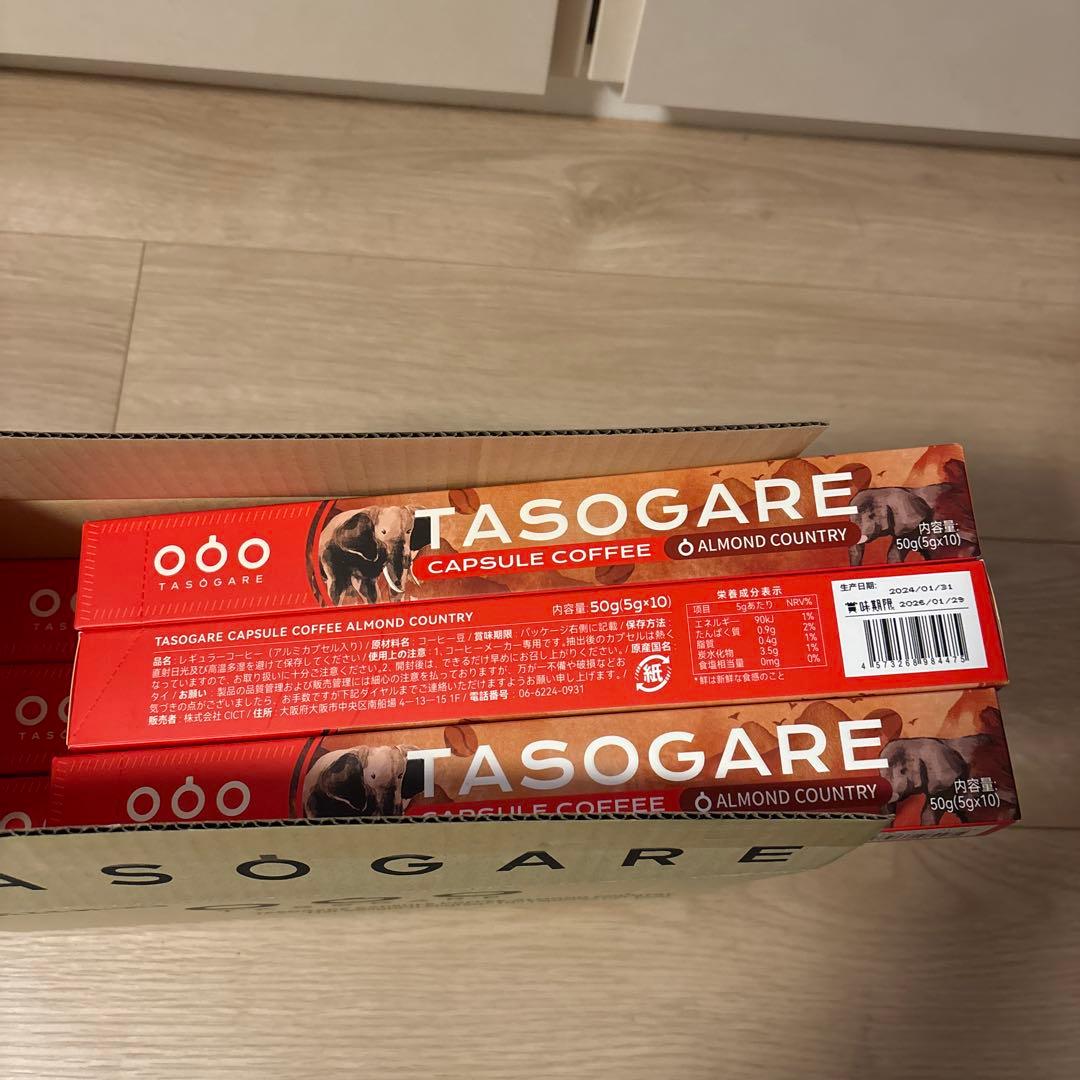 TASOGARE
CAPSULE COFFEE
ALMOND COUNTRY
TASOGARE
内容量:
50g(5g×10)
TASOGARE CAPSULE COFFEE ALMOND COUNTRY
内容量:50g(5g×10)
品名:レギュラーコーヒー(アルミカプセル入り)/原材料名:コーヒー豆/賞味期限:パッケージ右側に記載/保存方法:
直射日光及び高温多湿を避けて保存してください/使用上の注意:1、コーヒーメーカー専用です。抽出後のカプセルは熱く
なっていますので、お取り扱いに十分ご注意ください。2、開封後は、できるだけ早めにお召し上がりください。/原産国名:
タイ/お願い:製品の品質管理および販売管理には細心の注意を払っておりますが、万が一不備や破損などお
気づきの点がございましたら、お手数ですが下記ダイヤルまでご連絡いただけますようお願い申し上げます。/
販売者:株式会社 CICT/住所:大阪府大阪市中央区南船場 4-13-15 1F/電話番号:06-6224-0931
紙
栄養成分表示
項目 5gあたり NRV%
エネルギー 90kJ 1%
たんぱく質 0.9g 2%
脂質 0.4g 1%
炭水化物 3.5g 1%
食塩相当量 0mg 0%
*鮮は新鮮な食感のこと
生产日期: 2024/01/31
賞味期限 2026/01/29
4573268984475
TASOGARE
CAPSULE COFFEE
ALMOND COUNTRY
内容量:
50g(5g×10)
ASOGARE